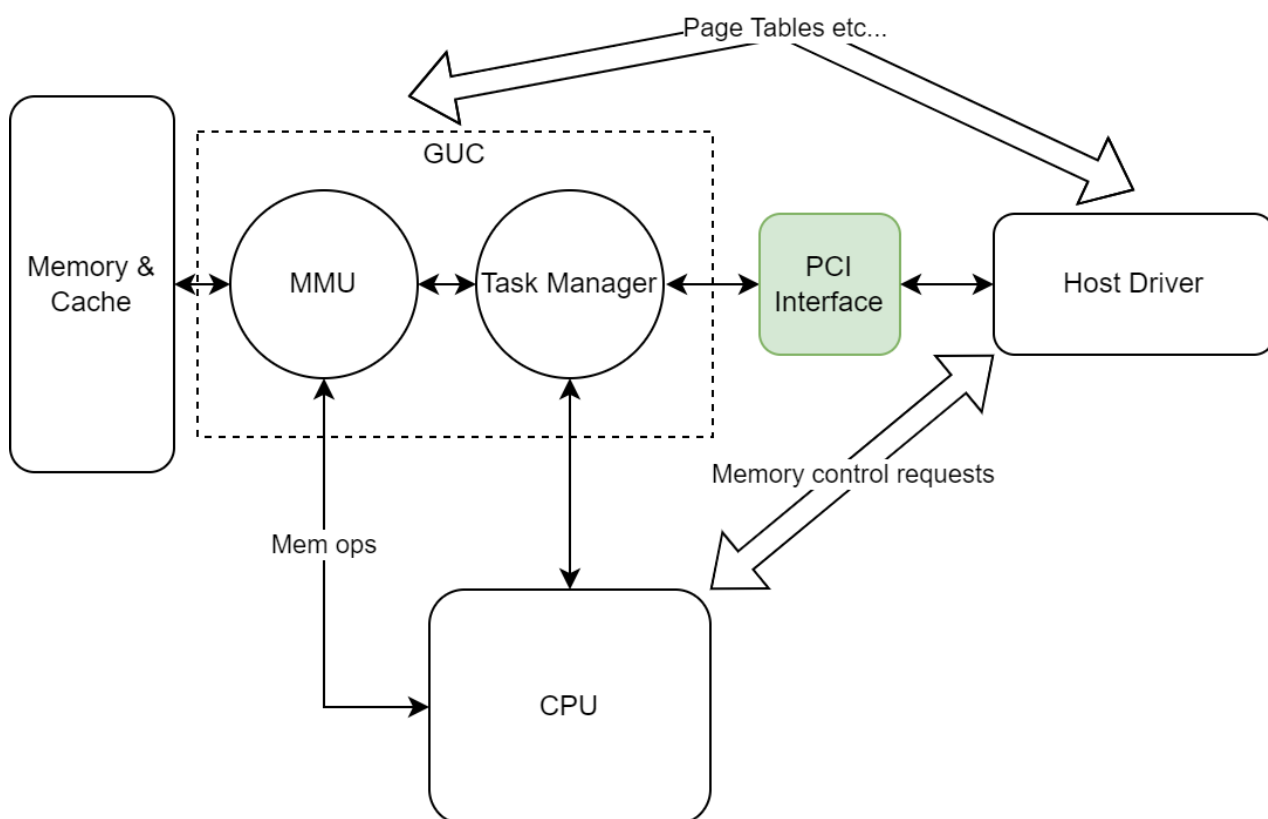 Page Tables etc...
GUC
Memory &
Cache
MMU
Task Manager
PCI
Interface
Host Driver
Memory control requests
Mem ops
CPU